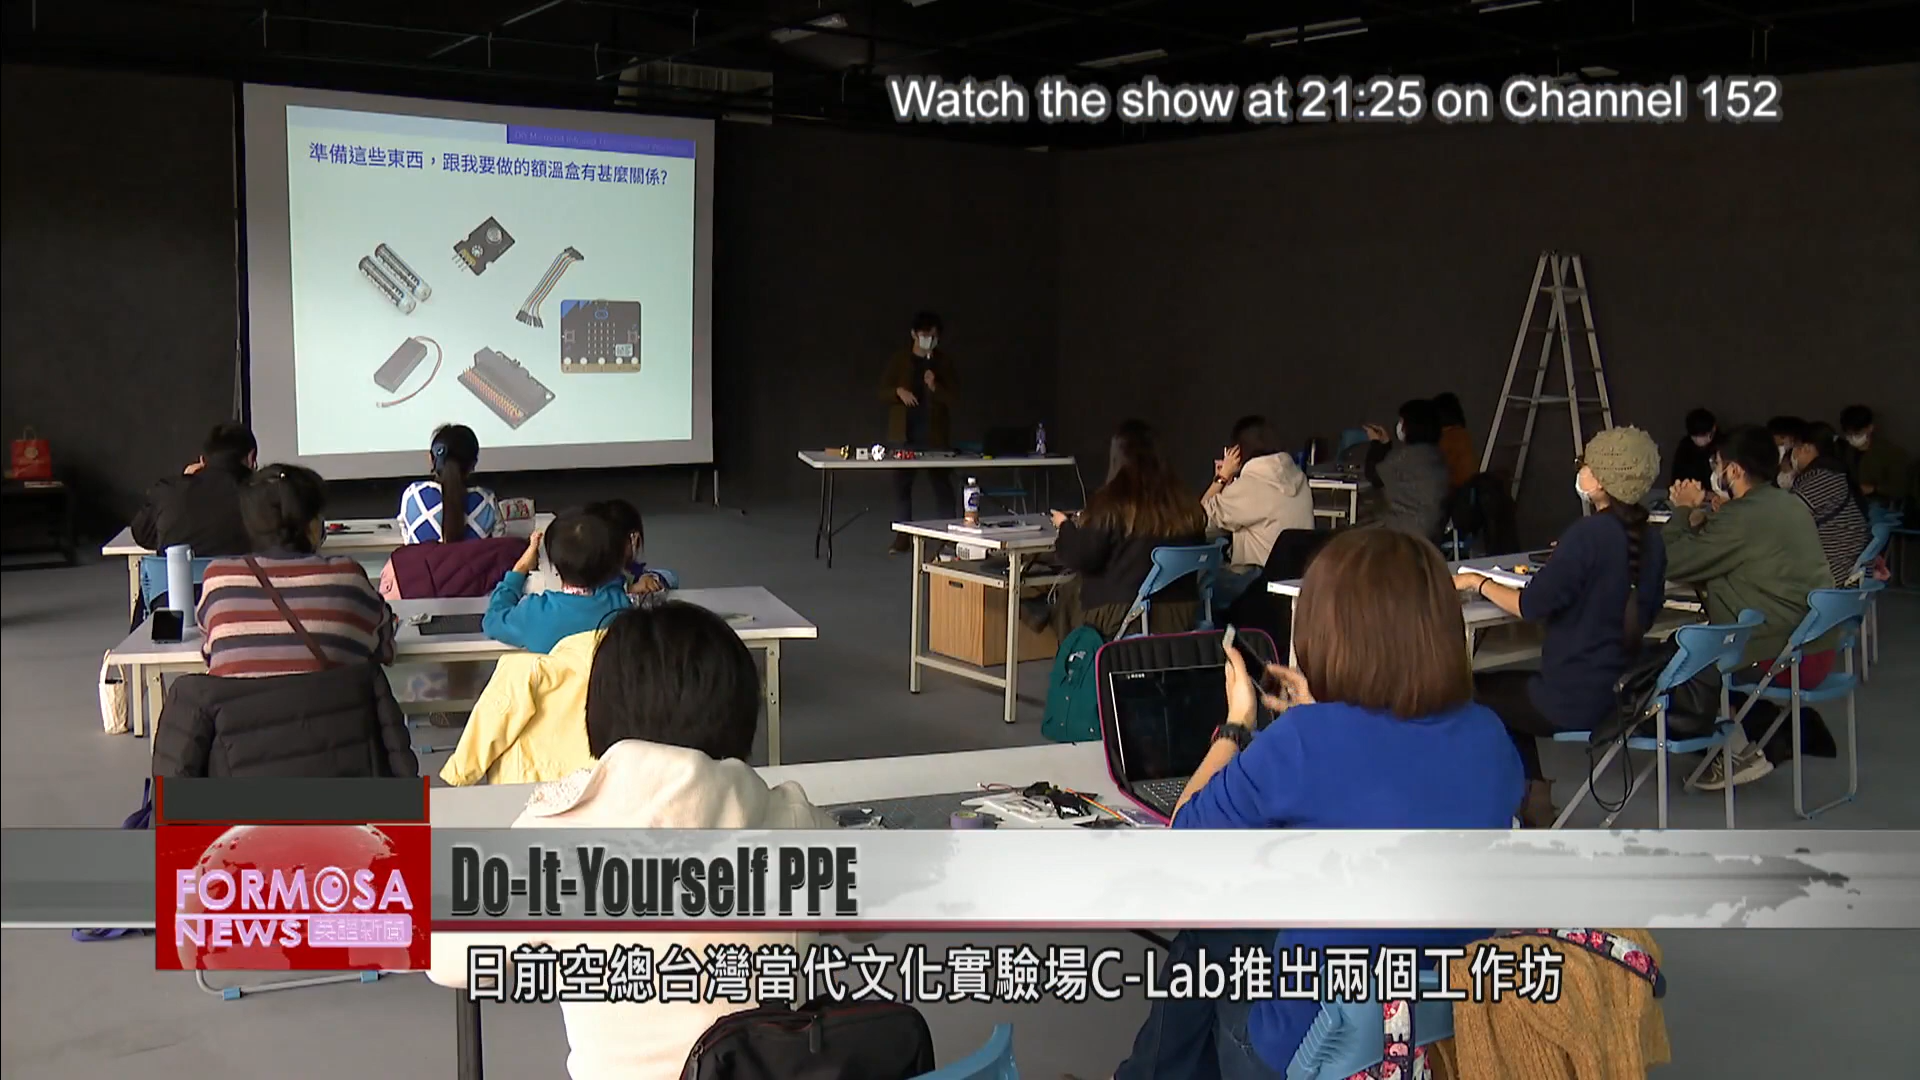 Watch the show at 21:25 on Channel 152
準備這些東西，跟我要做的額溫盒有甚麼關係?
Do-It-Yourself PPE
FORMOSA
NEWS 英語新聞
日前空總台灣當代文化實驗場C-Lab推出兩個工作坊